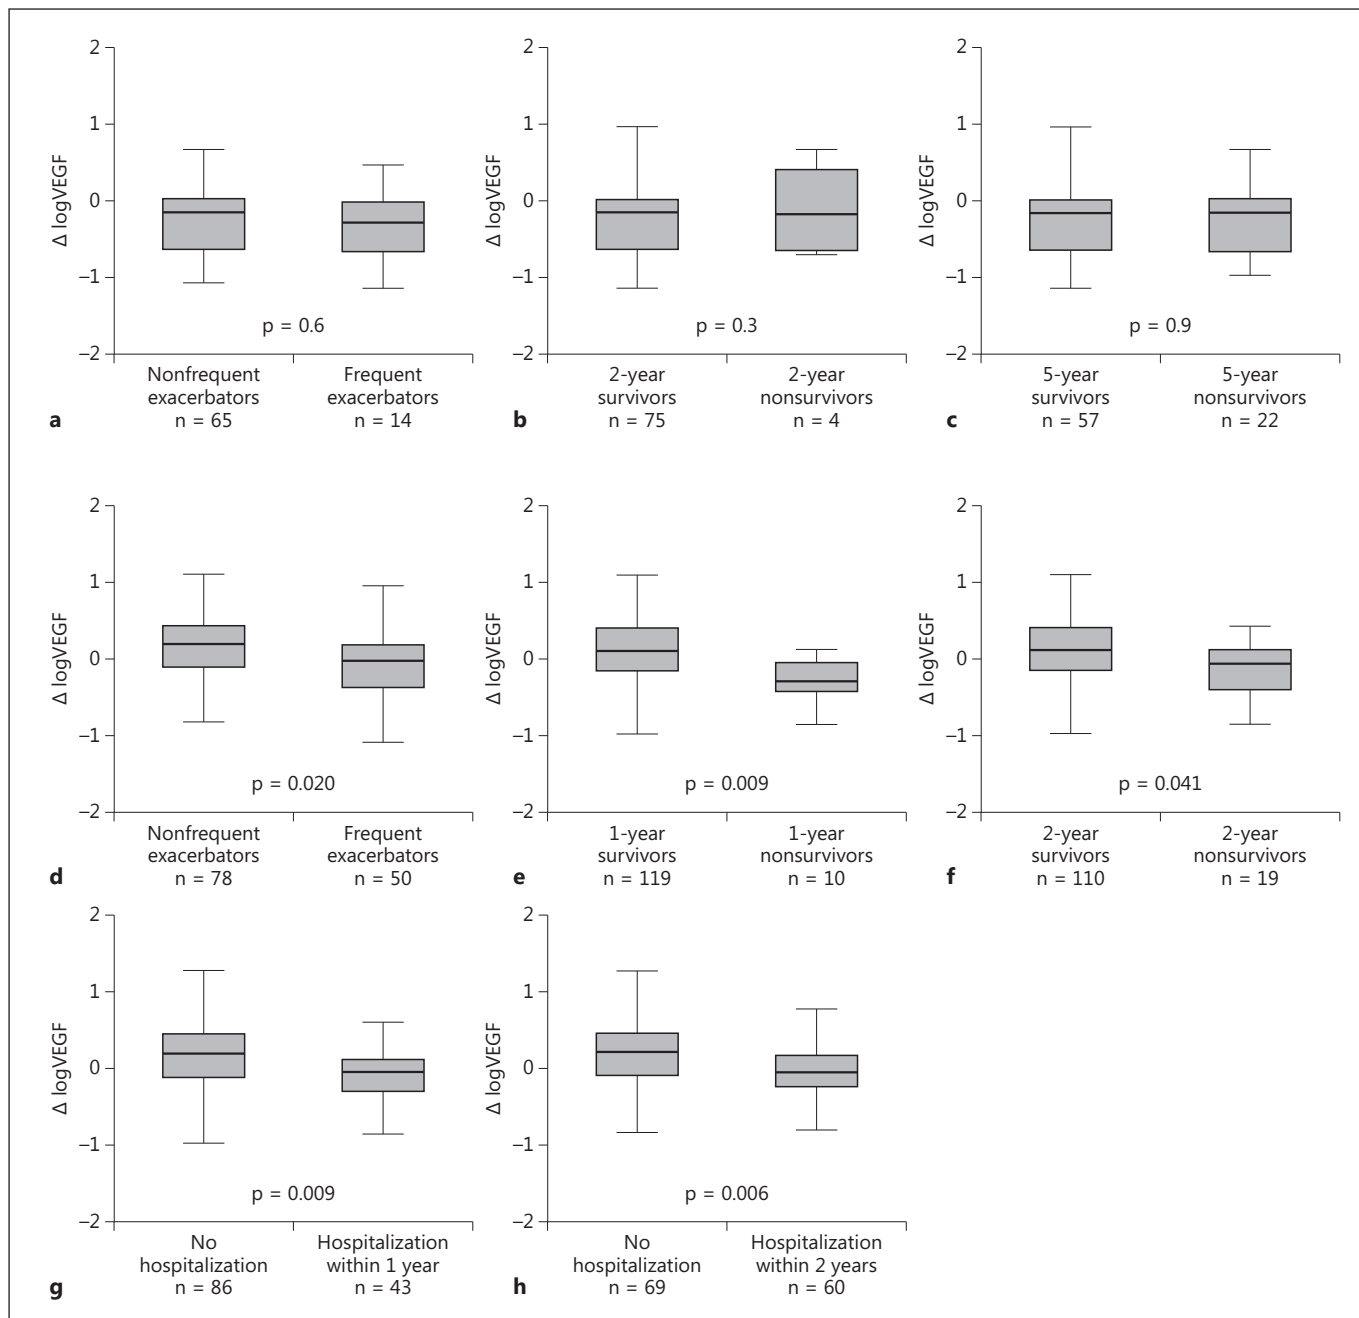 2
1
0
–1
–2
Δ logVEGF
p = 0.6
Nonfrequent exacerbators
n = 65
Frequent exacerbators
n = 14
a
2
1
0
–1
–2
Δ logVEGF
p = 0.3
2-year survivors
n = 75
2-year nonsurvivors
n = 4
b
2
1
0
–1
–2
Δ logVEGF
p = 0.9
5-year survivors
n = 57
5-year nonsurvivors
n = 22
c
2
1
0
–1
–2
Δ logVEGF
p = 0.020
Nonfrequent exacerbators
n = 78
Frequent exacerbators
n = 50
d
2
1
0
–1
–2
Δ logVEGF
p = 0.009
1-year survivors
n = 119
1-year nonsurvivors
n = 10
e
2
1
0
–1
–2
Δ logVEGF
p = 0.041
2-year survivors
n = 110
2-year nonsurvivors
n = 19
f
2
1
0
–1
–2
Δ logVEGF
p = 0.009
No hospitalization
n = 86
Hospitalization within 1 year
n = 43
g
2
1
0
–1
–2
Δ logVEGF
p = 0.006
No hospitalization
n = 69
Hospitalization within 2 years
n = 60
h